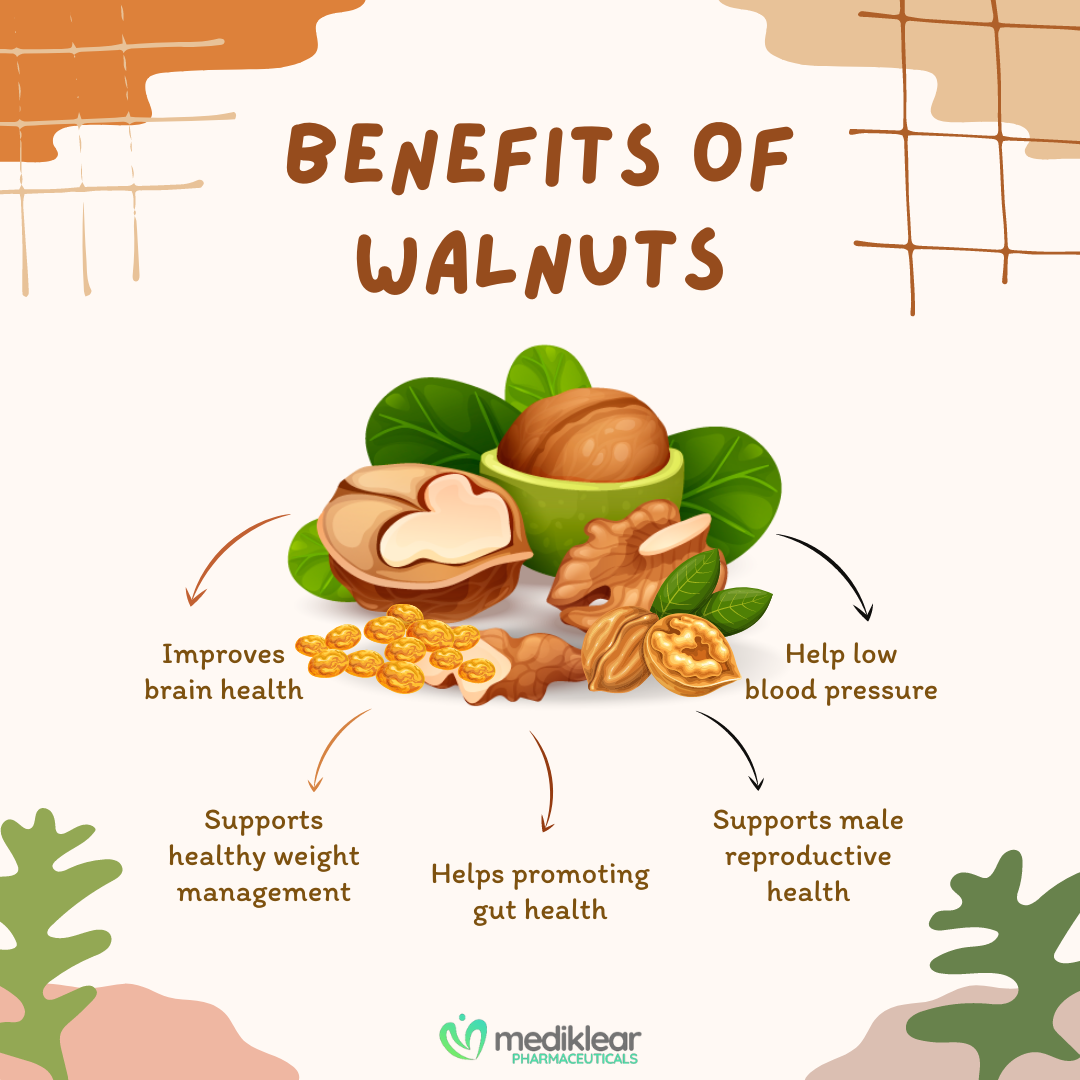 BENEFITS OF
WALNUTS
Improves
brain health
Help low
blood pressure
Supports
healthy weight
management
Helps promoting
gut health
Supports male
reproductive
health
mediklear
PHARMACEUTICALS